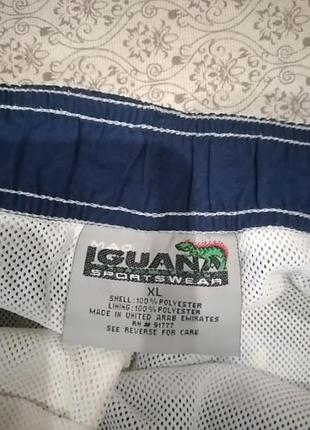 MAD
IGUANA
SPORTSWEAR
XL
SHELL: 100% POLYESTER
LINING: 100% POLYESTER
MADE IN UNITED ARAB EMIRATES
RN # 91777
SEE REVERSE FOR CARE